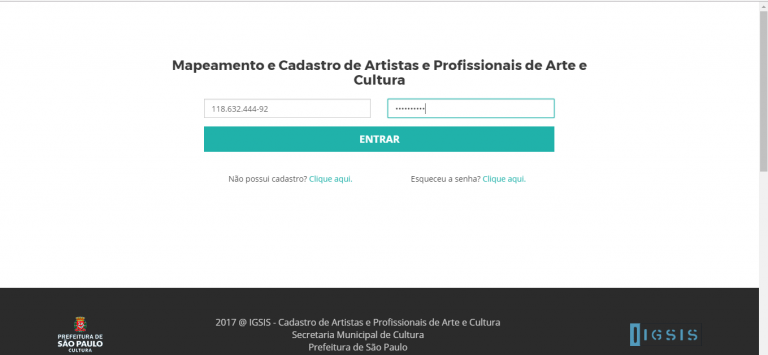 Mapeamento e Cadastro de Artistas e Profissionais de Arte e
Cultura
118.632.444-92
••••••••••
ENTRAR
Não possui cadastro? Clique aqui.
Esqueceu a senha? Clique aqui.
PREFEITURA DE
SÃO PAULO
CULTURA
2017 @ IGSIS - Cadastro de Artistas e Profissionais de Arte e Cultura
Secretaria Municipal de Cultura
Prefeitura de São Paulo
IGSIS